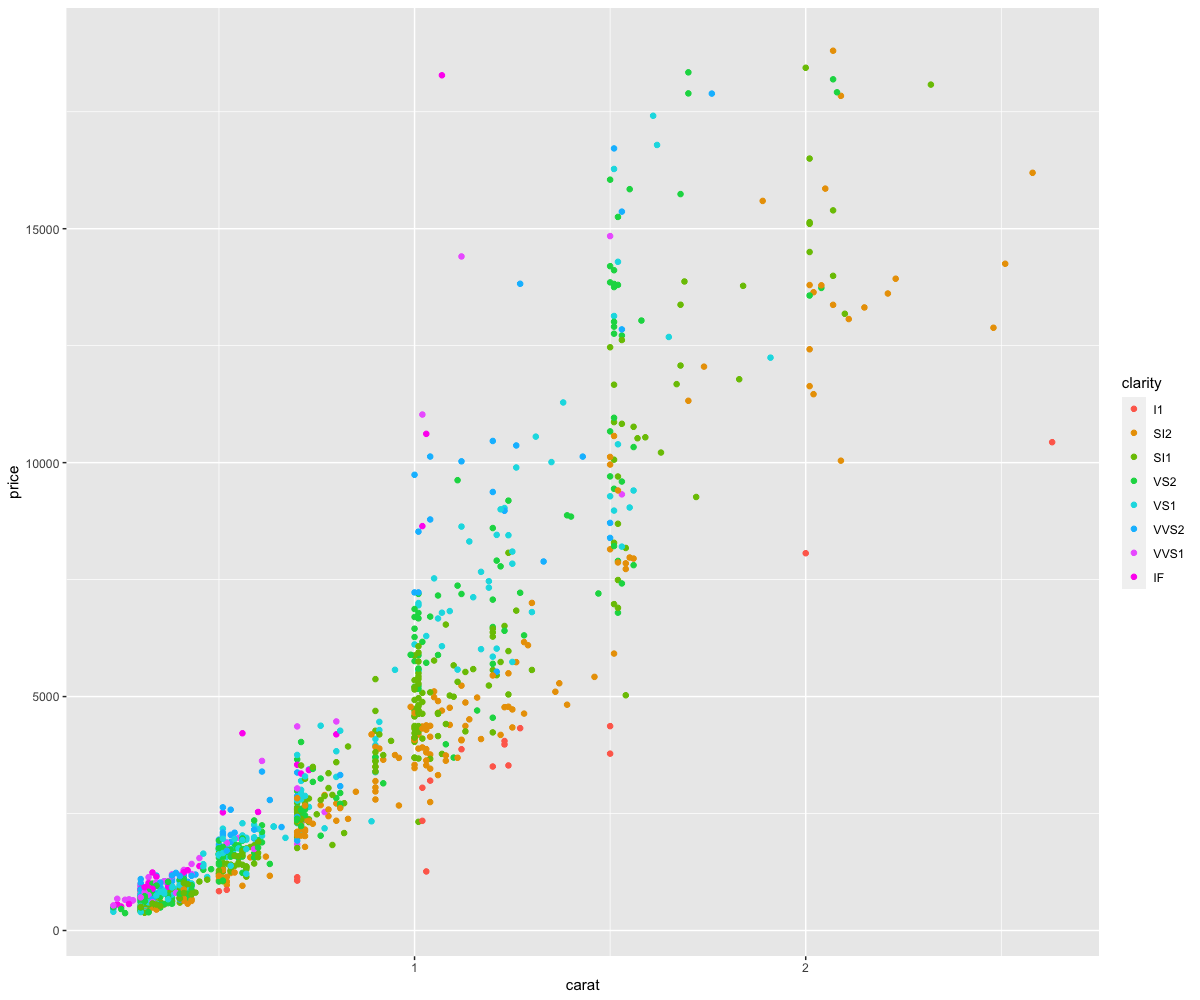 15000
10000
5000
0
price
1
2
carat
clarity
I1
SI2
SI1
VS2
VS1
VVS2
VVS1
IF